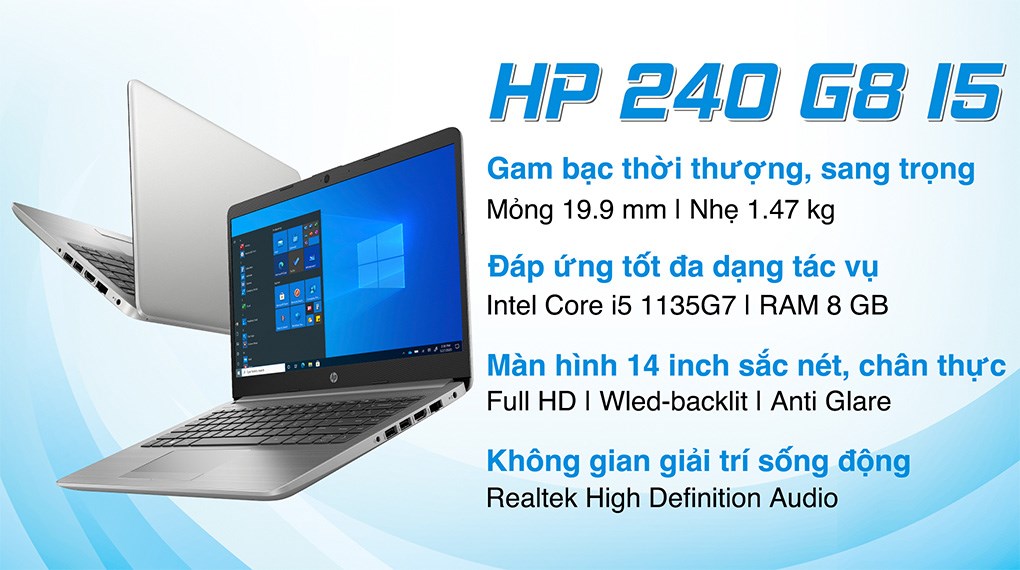 HP 240 G8 I5
Gam bạc thời thượng, sang trọng
Mỏng 19.9 mm | Nhẹ 1.47 kg
Đáp ứng tốt đa dạng tác vụ
Intel Core i5 1135G7 | RAM 8 GB
Màn hình 14 inch sắc nét, chân thực
Full HD | Wled-backlit | Anti Glare
Không gian giải trí sống động
Realtek High Definition Audio
hp